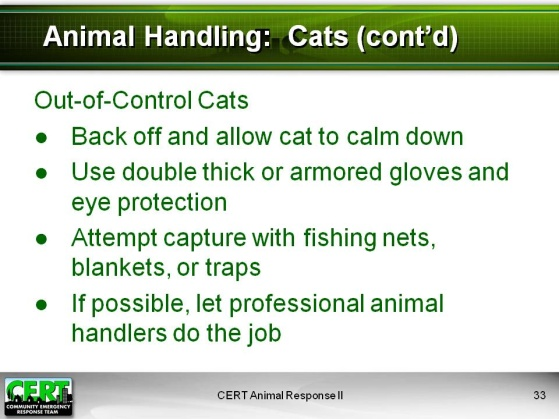 Animal Handling:  Cats (cont’d)
Out-of-Control Cats
● Back off and allow cat to calm down
● Use double thick or armored gloves and
eye protection
● Attempt capture with fishing nets,
blankets, or traps
● If possible, let professional animal
handlers do the job
CERT
COMMUNITY EMERGENCY
RESPONSE TEAM
CERT Animal Response II
33